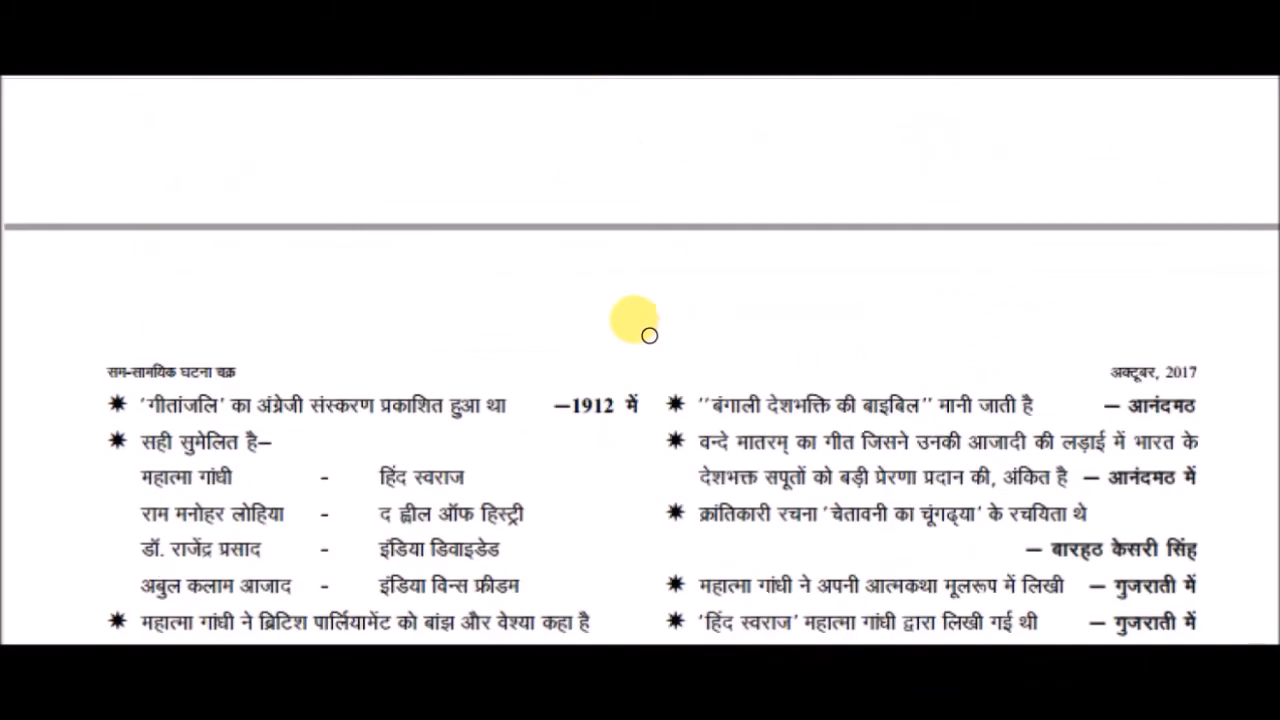 सम-सामयिक घटना चक्र
अक्टूबर, 2017
✷ 'गीतांजलि' का अंग्रेजी संस्करण प्रकाशित हुआ था –1912 में
✷ सही सुमेलित है–
महात्मा गांधी - हिंद स्वराज
राम मनोहर लोहिया - द ह्वील ऑफ हिस्ट्री
डॉ. राजेंद्र प्रसाद - इंडिया डिवाइडेड
अबुल कलाम आजाद - इंडिया विन्स फ्रीडम
✷ महात्मा गांधी ने ब्रिटिश पार्लियामेंट को बांझ और वेश्या कहा है
✷ ''बंगाली देशभक्ति की बाइबिल'' मानी जाती है – आनंदमठ
✷ वन्दे मातरम् का गीत जिसने उनकी आजादी की लड़ाई में भारत के
देशभक्त सपूतों को बड़ी प्रेरणा प्रदान की, अंकित है – आनंदमठ में
✷ क्रांतिकारी रचना 'चेतावनी का चूंगढ्या' के रचयिता थे
– बारहठ केसरी सिंह
✷ महात्मा गांधी ने अपनी आत्मकथा मूलरूप में लिखी – गुजराती में
✷ 'हिंद स्वराज' महात्मा गांधी द्वारा लिखी गई थी – गुजराती में